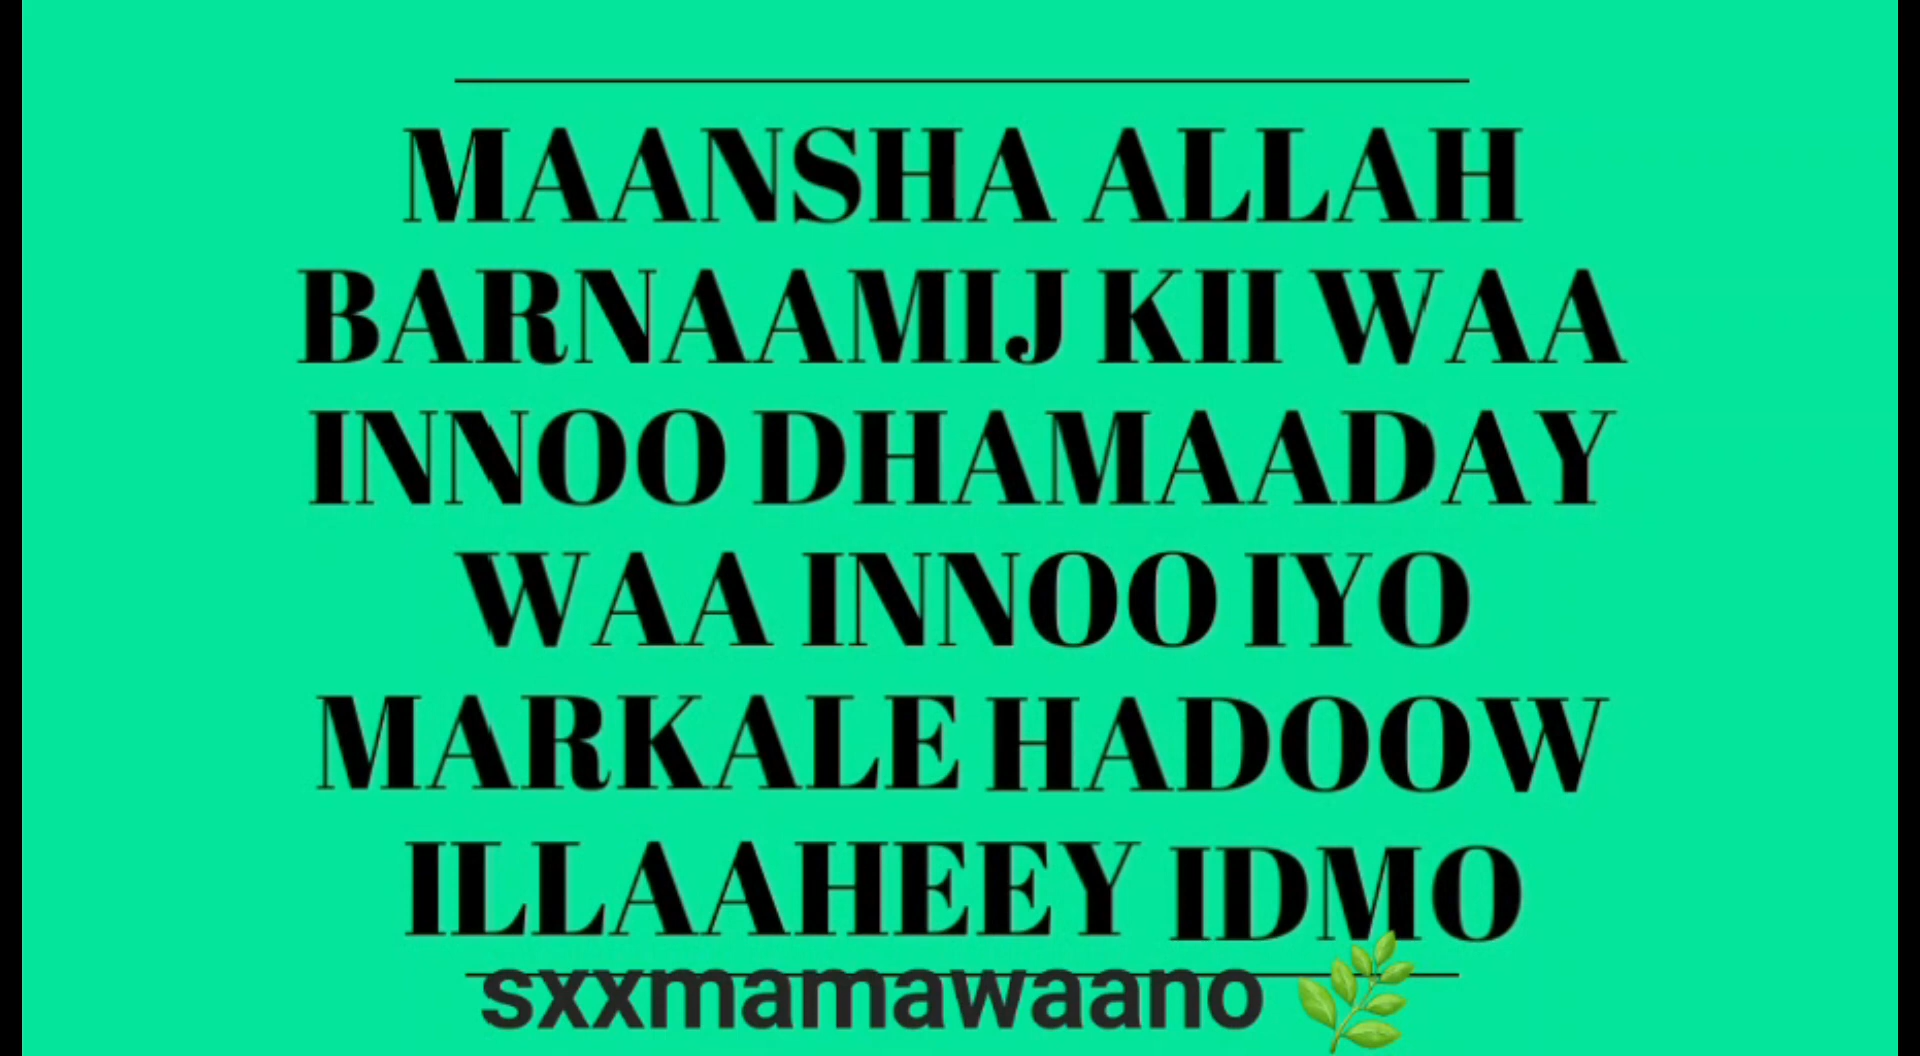 MAANSHA ALLAH
BARNAAMIJ KII WAA
INNOO DHAMAADAY
WAA INNOO IYO
MARKALE HADOOW
ILLAAHEEY IDMO
sxxmamawaano 🌿